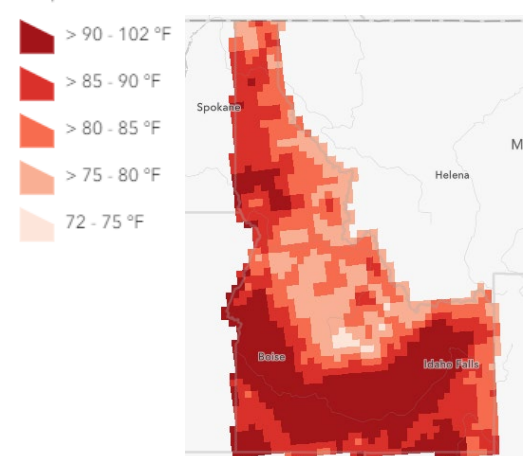 > 90 - 102 °F
> 85 - 90 °F
> 80 - 85 °F
> 75 - 80 °F
72 - 75 °F
Spokane
M
Helena
Boise
Idaho Falls